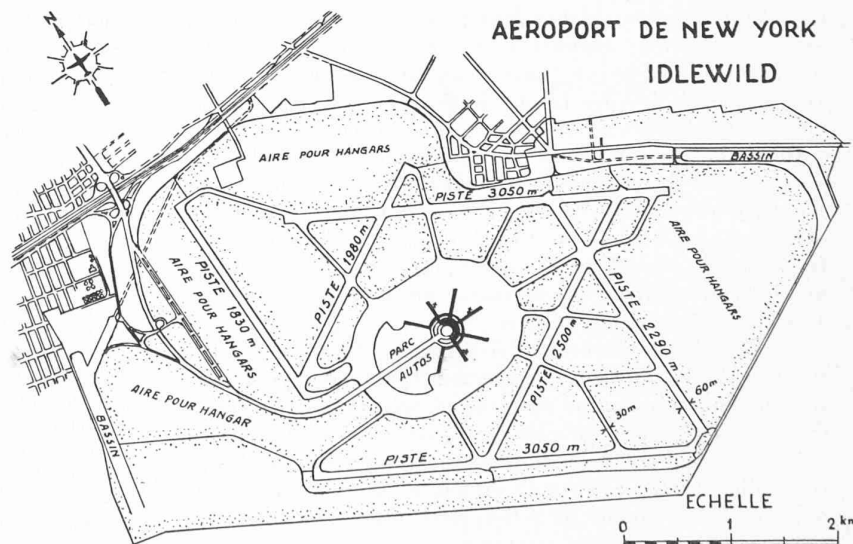 AEROPORT DE NEW YORK
IDLEWILD
N
AIRE POUR HANGARS
BASSIN
PISTE 3050 m
PISTE 1980 m
AIRE POUR HANGARS
PISTE 1830 m
AIRE POUR HANGARS
PISTE 2290 m
PARC
AUTOS
PISTE 2500m
60m
30m
AIRE POUR HANGAR
BASSIN
PISTE 3050 m
ECHELLE
0 1 2 km